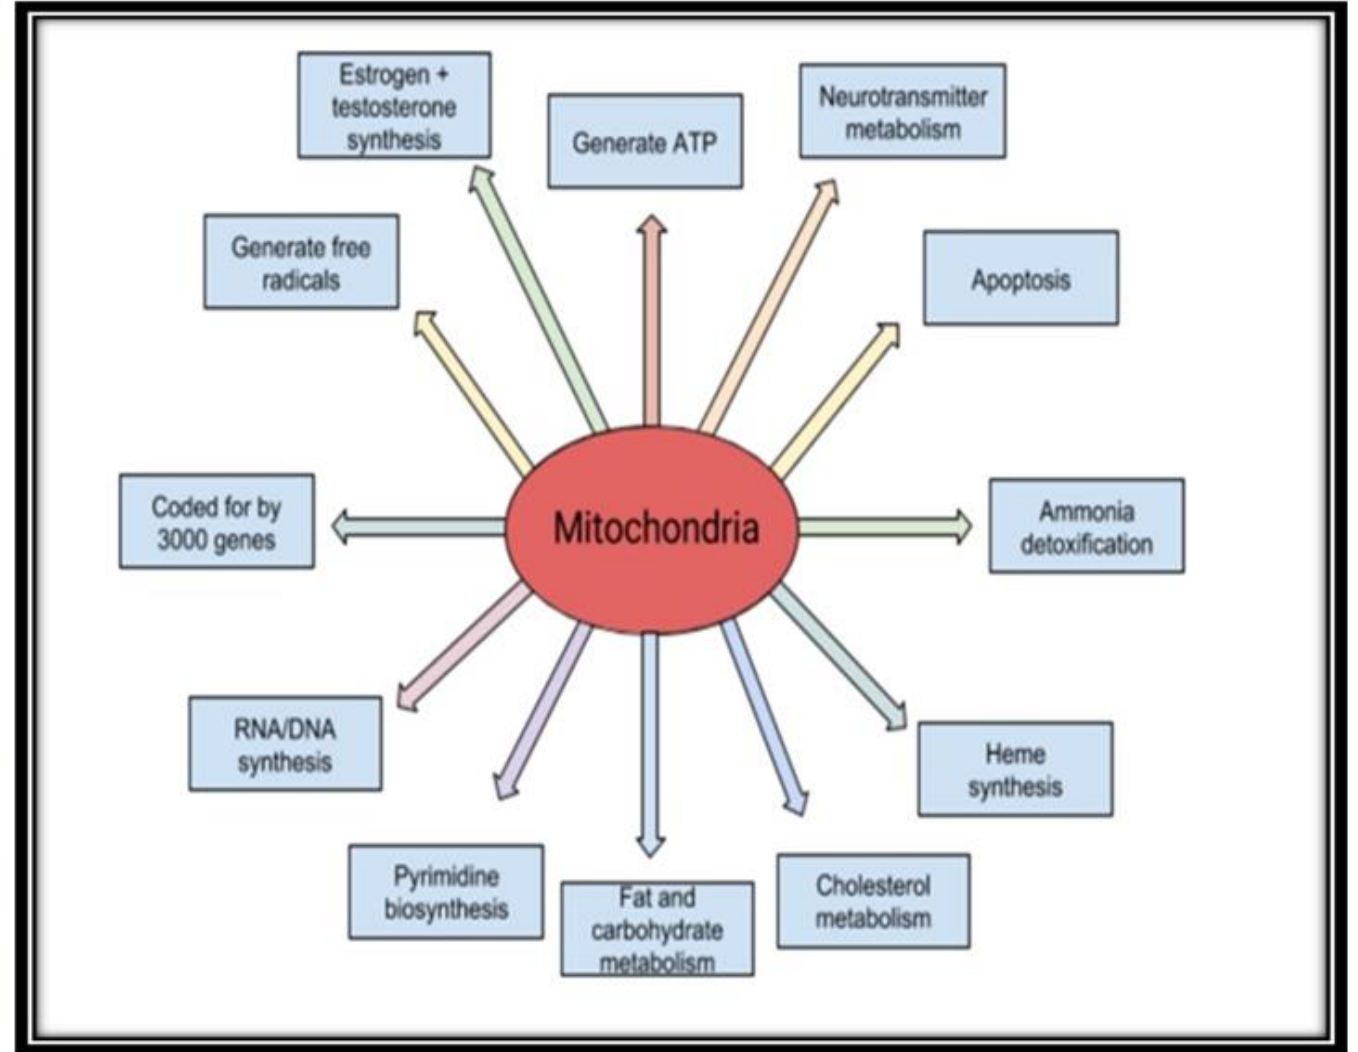 Estrogen +
testosterone
synthesis
Generate ATP
Neurotransmitter
metabolism
Generate free
radicals
Apoptosis
Coded for by
3000 genes
Mitochondria
Ammonia
detoxification
RNA/DNA
synthesis
Heme
synthesis
Pyrimidine
biosynthesis
Fat and
carbohydrate
metabolism
Cholesterol
metabolism